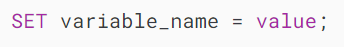 SET variable_name = value;